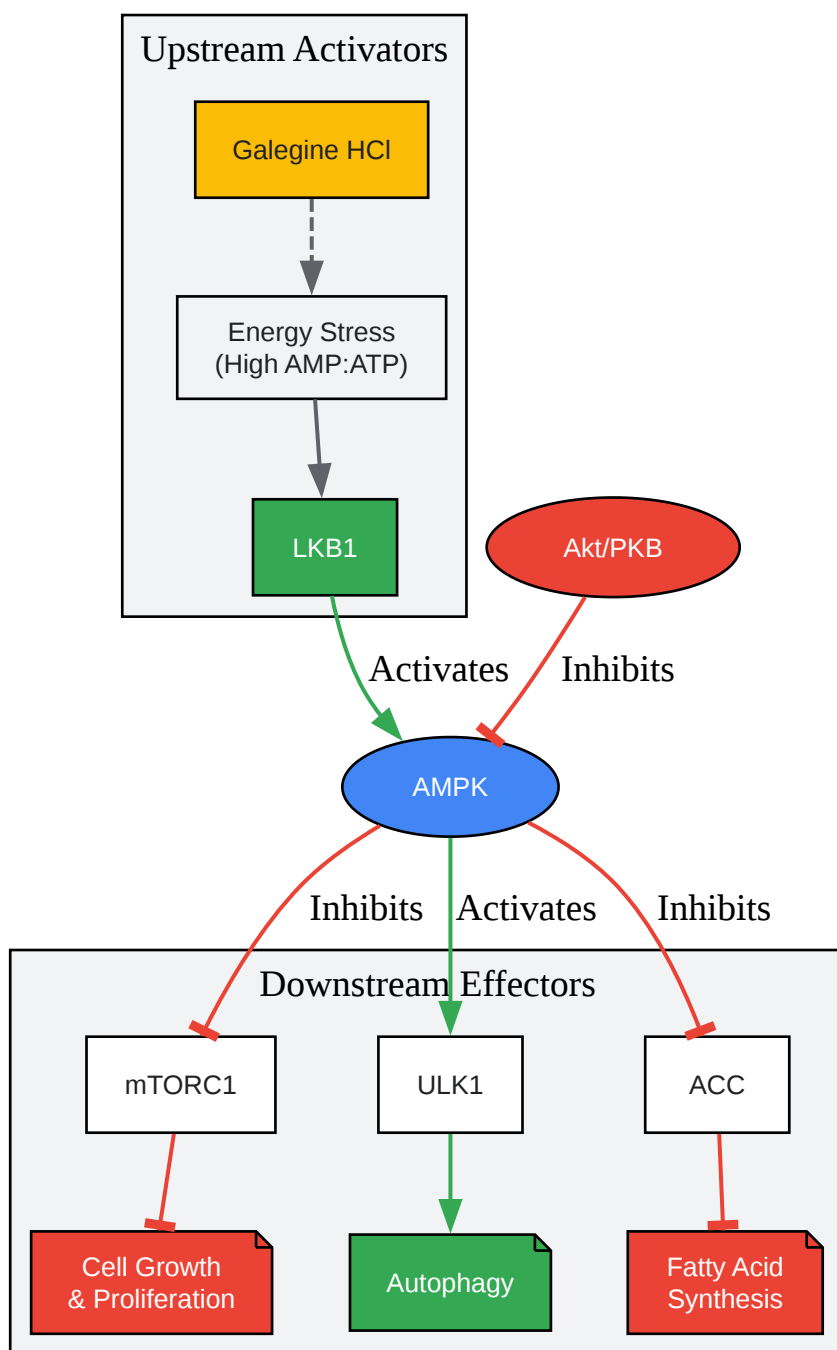 Upstream Activators
Galegine HCl
Energy Stress
(High AMP:ATP)
LKB1
Akt/PKB
Activates
Inhibits
AMPK
Inhibits
Activates
Inhibits
Downstream Effectors
mTORC1
ULK1
ACC
Cell Growth
& Proliferation
Autophagy
Fatty Acid
Synthesis